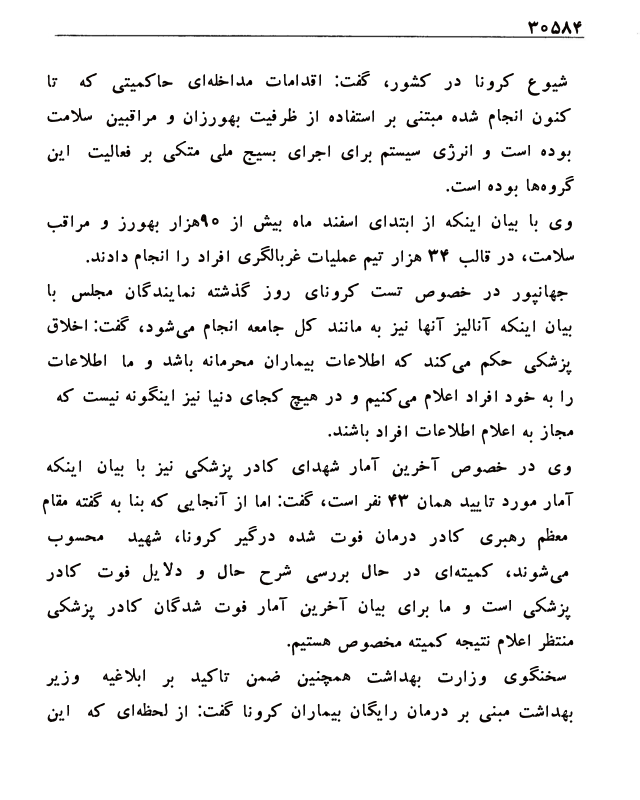 ۳۰۵۸۴
شیوع کرونا در کشور، گفت: اقدامات مداخله‌ای حاکمیتی که تا
کنون انجام شده مبتنی بر استفاده از ظرفیت بهورزان و مراقبین سلامت
بوده است و انرژی سیستم برای اجرای بسیج ملی متکی بر فعالیت این
گروه‌ها بوده است.
وی با بیان اینکه از ابتدای اسفند ماه بیش از ۹۰هزار بهورز و مراقب
سلامت، در قالب ۳۴ هزار تیم عملیات غربالگری افراد را انجام دادند.
جهانپور در خصوص تست کرونای روز گذشته نمایندگان مجلس با
بیان اینکه آنالیز آنها نیز به مانند کل جامعه انجام می‌شود، گفت: اخلاق
پزشکی حکم می‌کند که اطلاعات بیماران محرمانه باشد و ما اطلاعات
را به خود افراد اعلام می‌کنیم و در هیچ کجای دنیا نیز اینگونه نیست که
مجاز به اعلام اطلاعات افراد باشند.
وی در خصوص آخرین آمار شهدای کادر پزشکی نیز با بیان اینکه
آمار مورد تایید همان ۴۳ نفر است، گفت: اما از آنجایی که بنا به گفته مقام
معظم رهبری کادر درمان فوت شده درگیر کرونا، شهید محسوب
می‌شوند، کمیته‌ای در حال بررسی شرح حال و دلایل فوت کادر
پزشکی است و ما برای بیان آخرین آمار فوت شدگان کادر پزشکی
منتظر اعلام نتیجه کمیته مخصوص هستیم.
سخنگوی وزارت بهداشت همچنین ضمن تاکید بر ابلاغیه وزیر
بهداشت مبنی بر درمان رایگان بیماران کرونا گفت: از لحظه‌ای که این